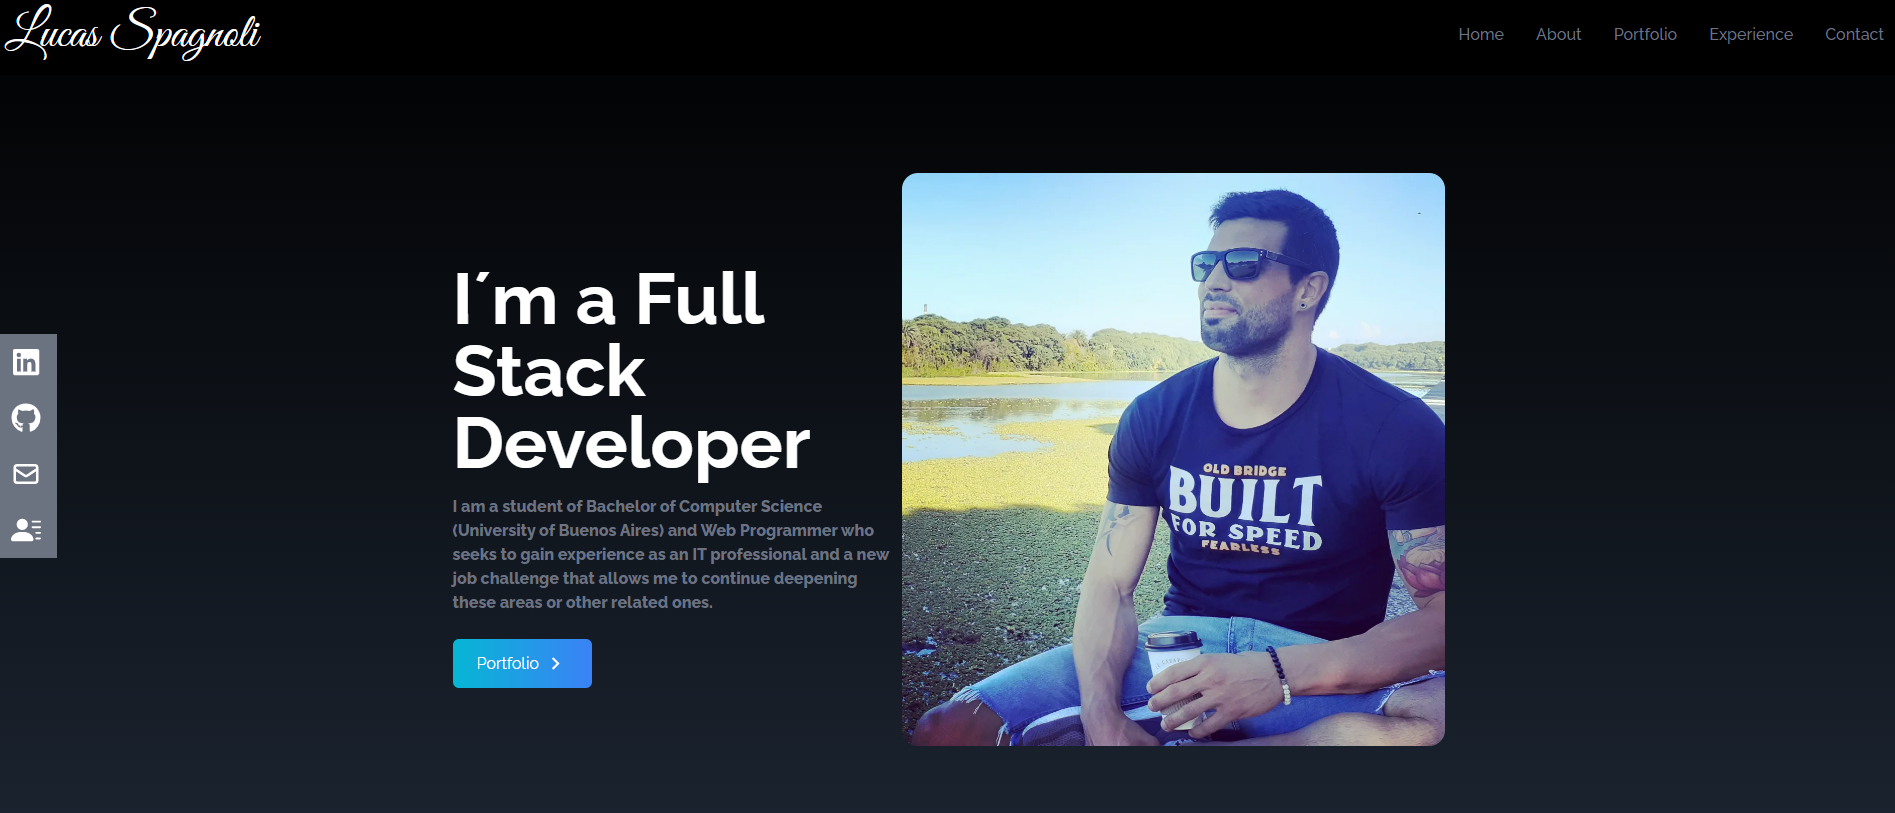 Lucas Spagnoli
Home About Portfolio Experience Contact
I´m a Full
Stack
Developer
I am a student of Bachelor of Computer Science
(University of Buenos Aires) and Web Programmer who
seeks to gain experience as an IT professional and a new
job challenge that allows me to continue deepening
these areas or other related ones.
Portfolio
in
OLD BRIDGE
BUILT
FOR SPEED
FEARLESS